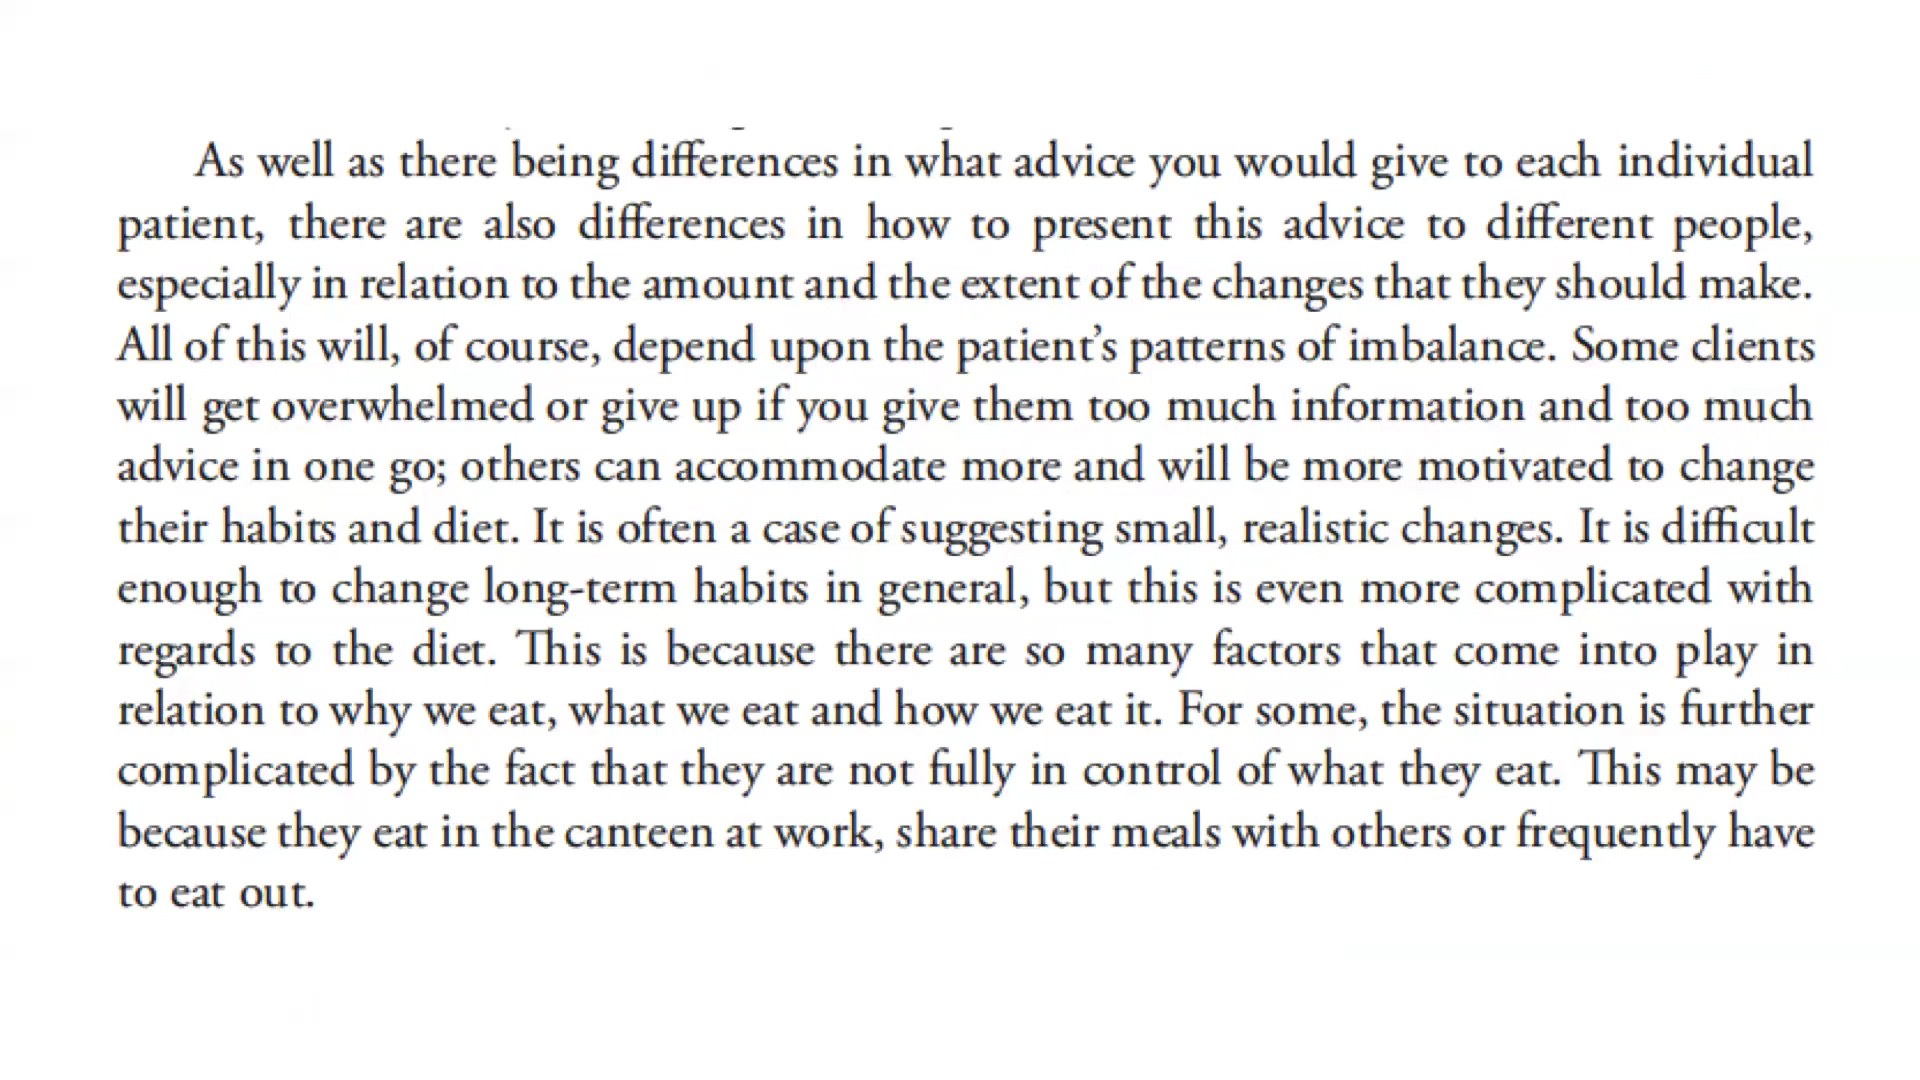 As well as there being differences in what advice you would give to each individual
patient, there are also differences in how to present this advice to different people,
especially in relation to the amount and the extent of the changes that they should make.
All of this will, of course, depend upon the patient’s patterns of imbalance. Some clients
will get overwhelmed or give up if you give them too much information and too much
advice in one go; others can accommodate more and will be more motivated to change
their habits and diet. It is often a case of suggesting small, realistic changes. It is difficult
enough to change long-term habits in general, but this is even more complicated with
regards to the diet. This is because there are so many factors that come into play in
relation to why we eat, what we eat and how we eat it. For some, the situation is further
complicated by the fact that they are not fully in control of what they eat. This may be
because they eat in the canteen at work, share their meals with others or frequently have
to eat out.